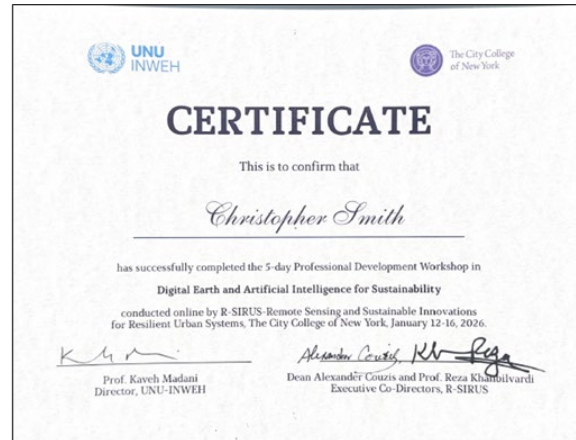 UNU
INWEH
The City College
of New York
CERTIFICATE
This is to confirm that
Christopher Smith
has successfully completed the 5-day Professional Development Workshop in
Digital Earth and Artificial Intelligence for Sustainability
conducted online by R-SIRUS-Remote Sensing and Sustainable Innovations
for Resilient Urban Systems, The City College of New York, January 12-16, 2026.
Alexander Couzis, Reza
Prof. Kaveh Madani
Director, UNU-INWEH
Dean Alexander Couzis and Prof. Reza Khanbilvardi
Executive Co-Directors, R-SIRUS